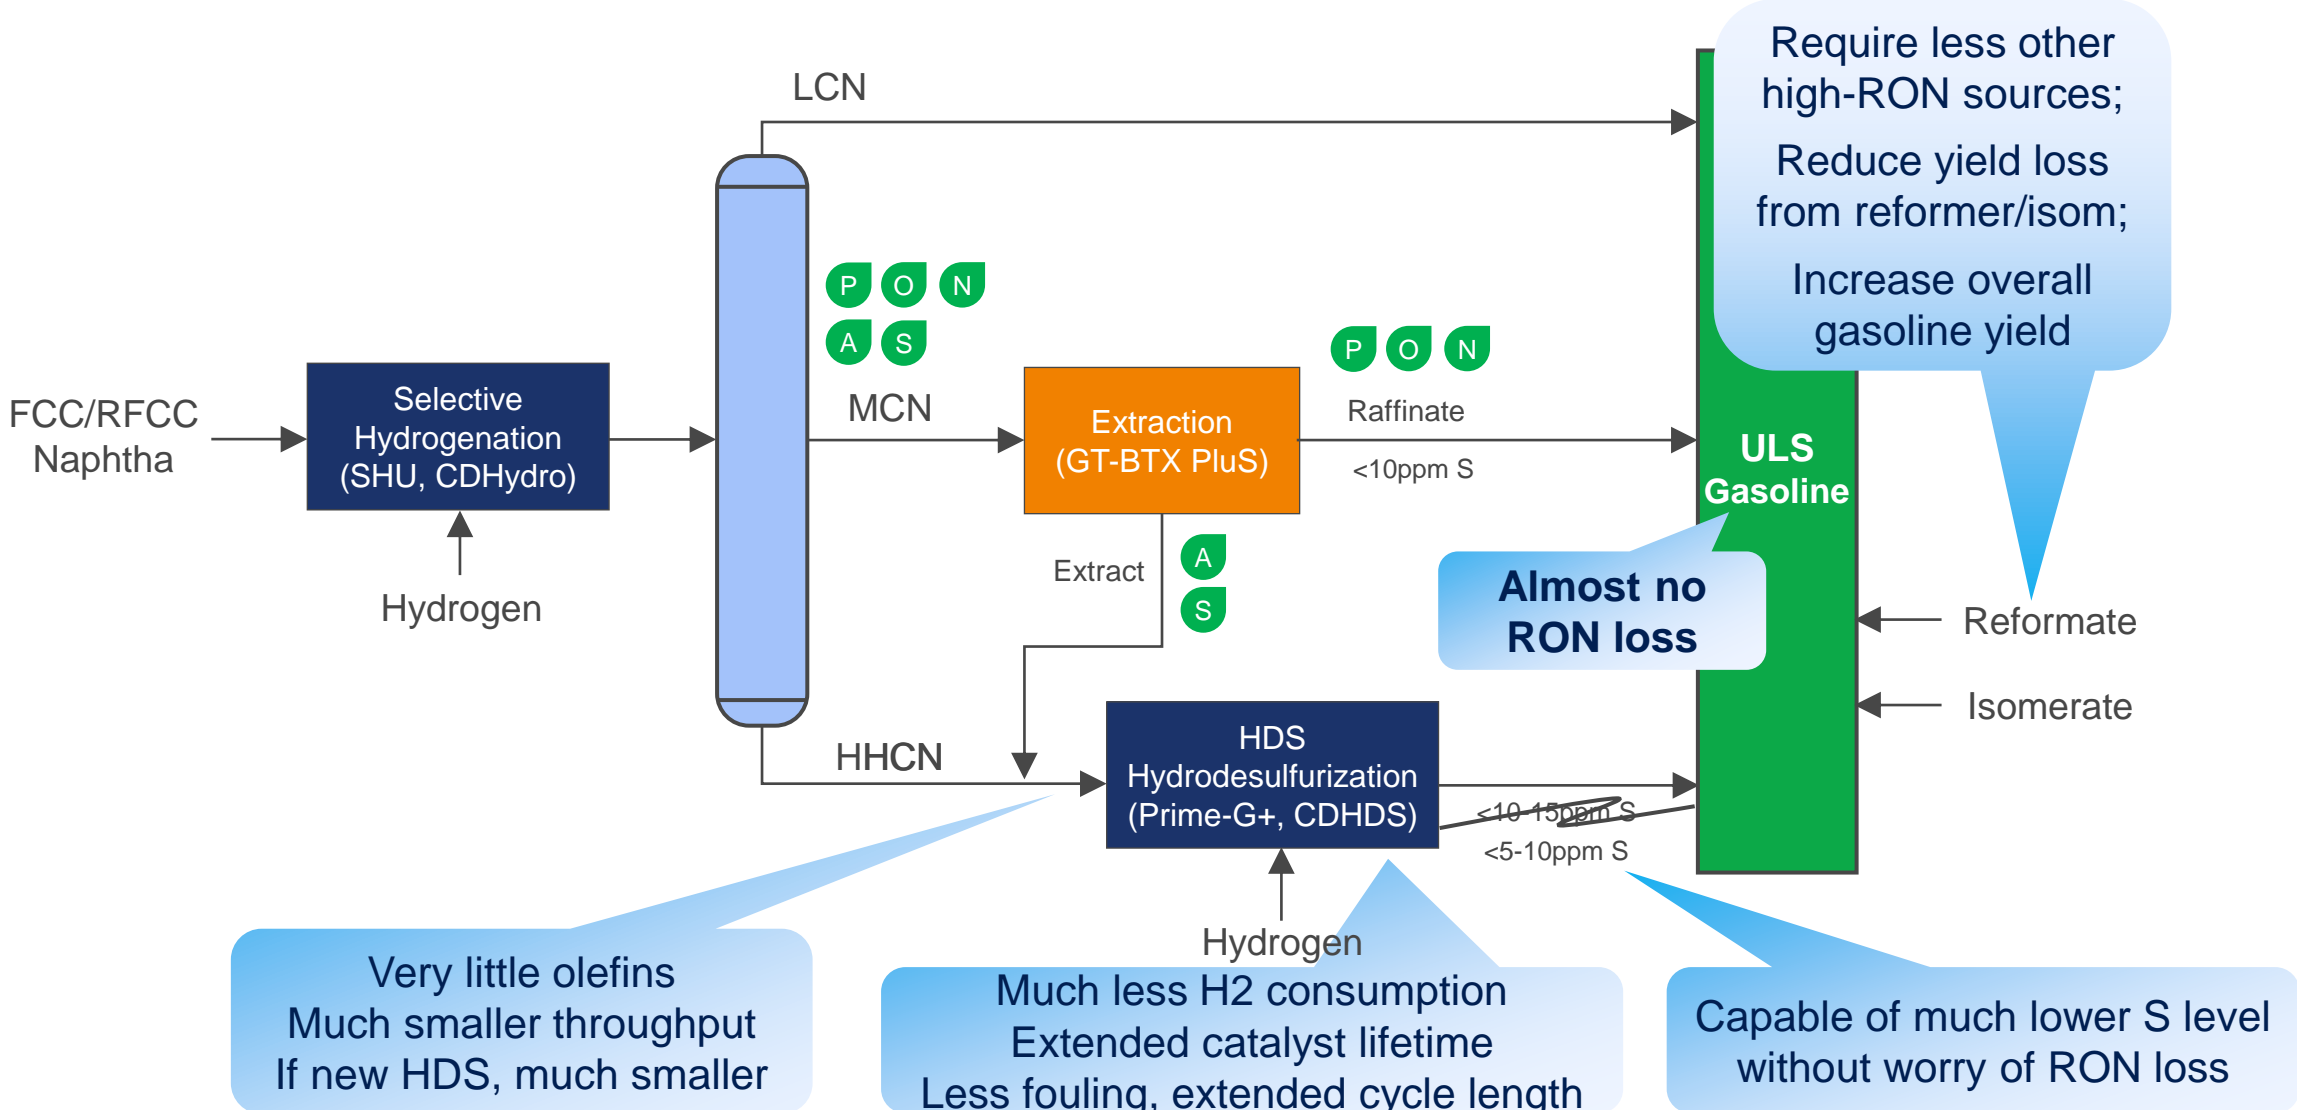 Require less other
high-RON sources;
Reduce yield loss
from reformer/isom;
Increase overall
gasoline yield
LCN
P O N
A S
P O N
FCC/RFCC
Naphtha
Selective
Hydrogenation
(SHU, CDHydro)
MCN
Extraction
(GT-BTX PluS)
Raffinate
<10ppm S
ULS
Gasoline
Hydrogen
Extract
A
S
Almost no
RON loss
Reformate
Isomerate
HHCN
HDS
Hydrodesulfurization
(Prime-G+, CDHDS)
<10-15ppm S
<5-10ppm S
Hydrogen
Very little olefins
Much smaller throughput
If new HDS, much smaller
Much less H2 consumption
Extended catalyst lifetime
Less fouling, extended cycle length
Capable of much lower S level
without worry of RON loss